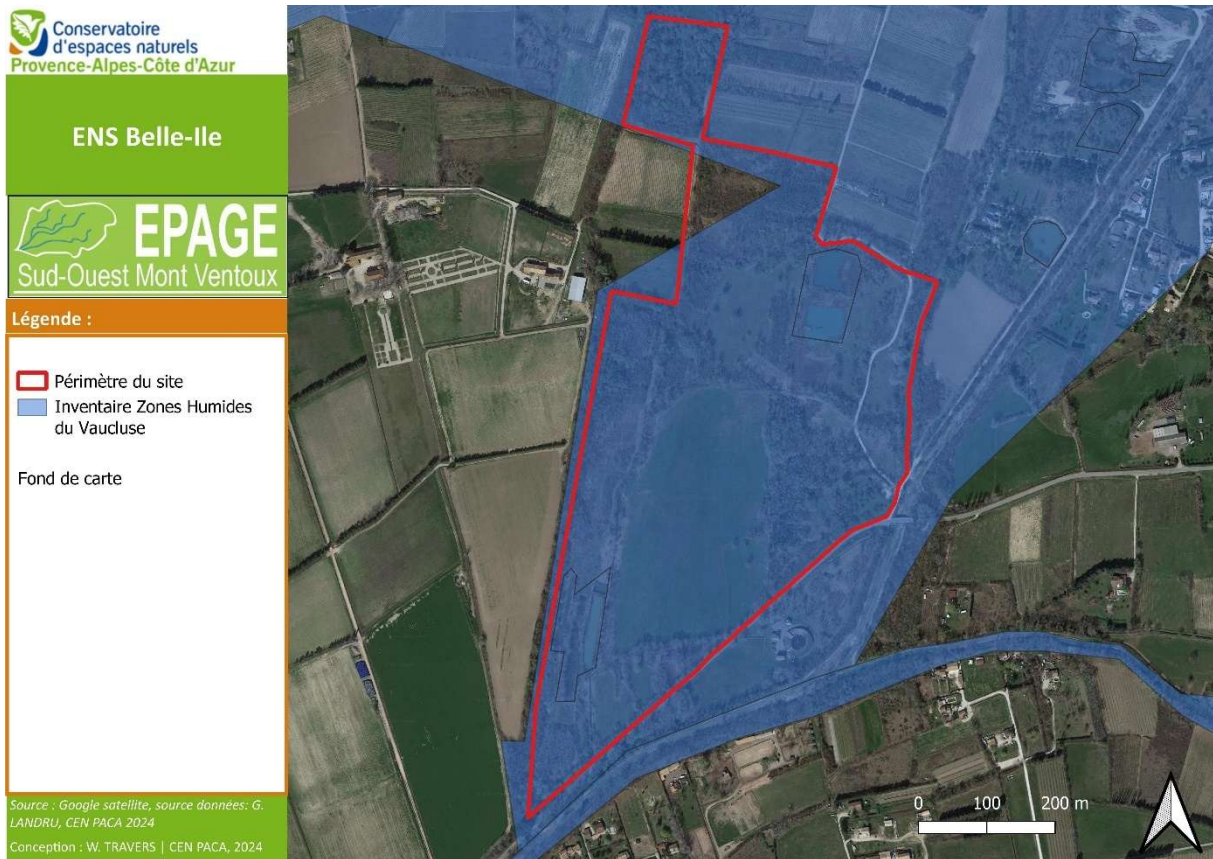 Conservatoire
d'espaces naturels
Provence-Alpes-Côte d'Azur
ENS Belle-Ile
EPAGE
Sud-Ouest Mont Ventoux
Légende :
Périmètre du site
Inventaire Zones Humides
du Vaucluse
Fond de carte
Source : Google satellite, source données: G.
LANDRU, CEN PACA 2024
Conception : W. TRAVERS | CEN PACA, 2024
0 100 200 m